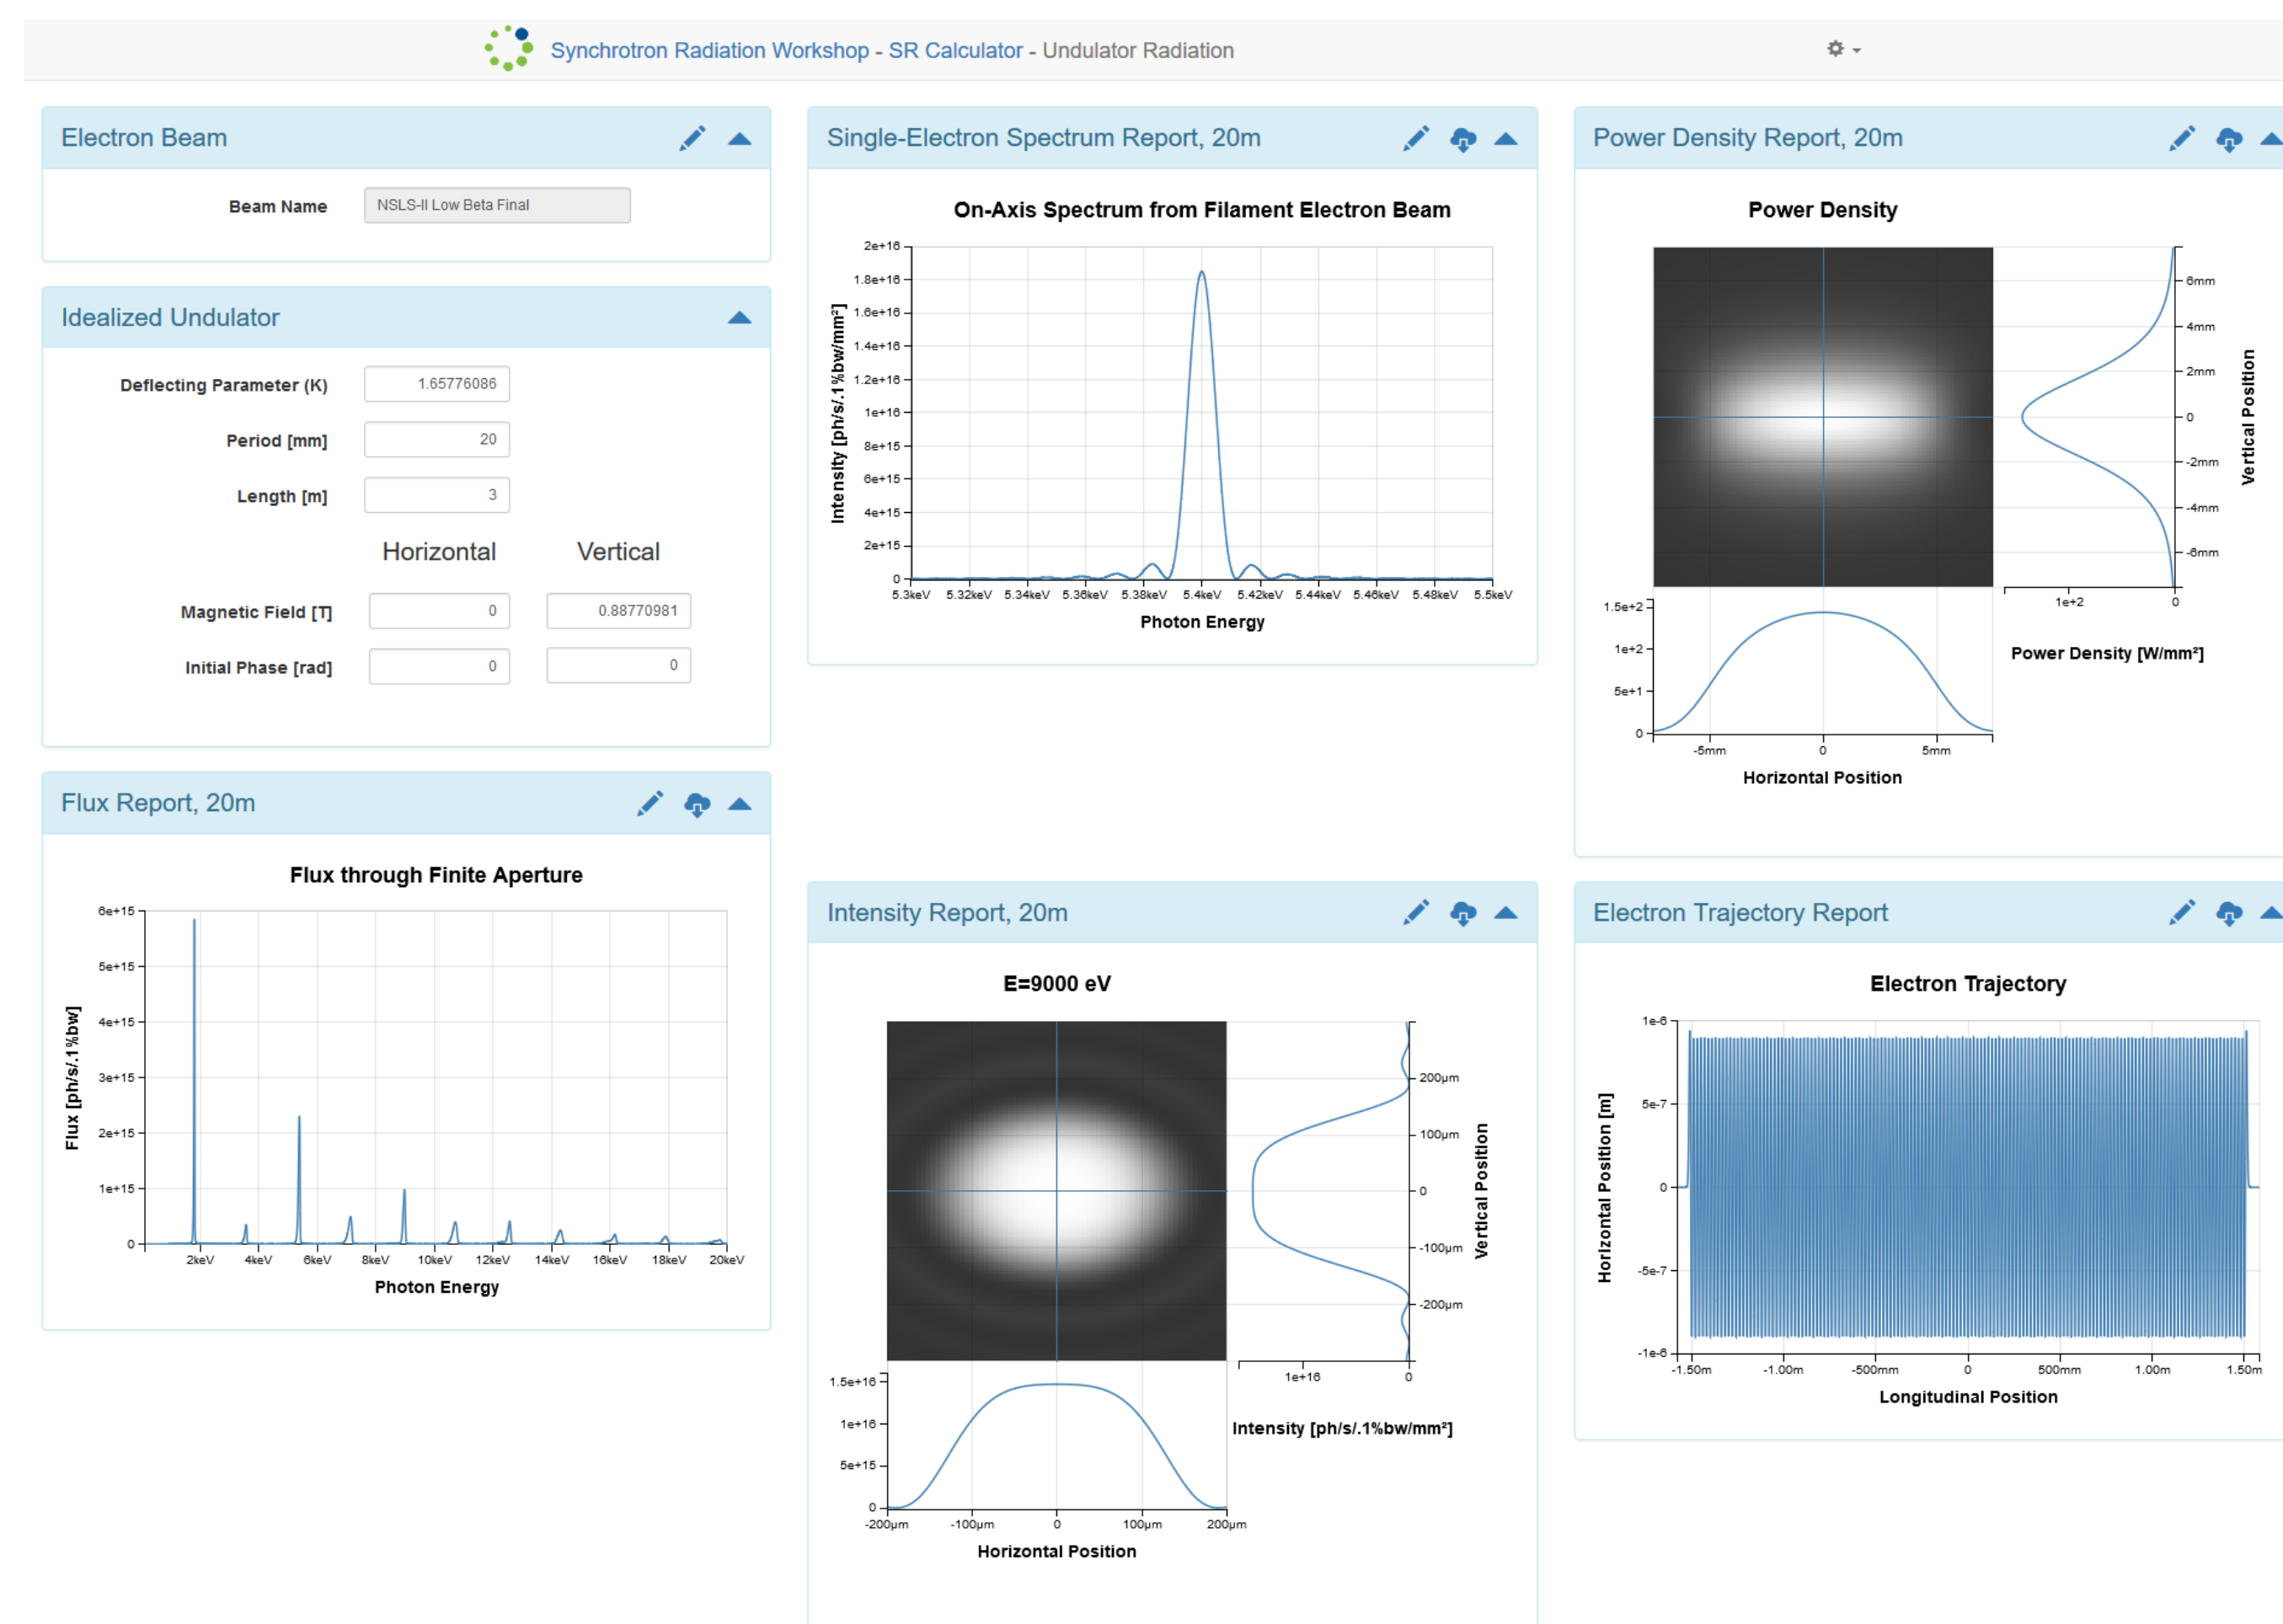 Synchrotron Radiation Workshop - SR Calculator - Undulator Radiation
Electron Beam
Beam Name NSLS-II Low Beta Final
Idealized Undulator
Deflecting Parameter (K) 1.65776086
Period [mm] 20
Length [m] 3
Horizontal Vertical
Magnetic Field [T] 0 0.88770981
Initial Phase [rad] 0 0
Flux Report, 20m
Flux through Finite Aperture
Flux [ph/s/.1%bw]
6e+15
5e+15
4e+15
3e+15
2e+15
1e+15
0
2keV 4keV 6keV 8keV 10keV 12keV 14keV 16keV 18keV 20keV
Photon Energy
Single-Electron Spectrum Report, 20m
On-Axis Spectrum from Filament Electron Beam
Intensity [ph/s/.1%bw/mm²]
2e+16
1.8e+16
1.6e+16
1.4e+16
1.2e+16
1e+16
8e+15
6e+15
4e+15
2e+15
0
5.3keV 5.32keV 5.34keV 5.36keV 5.38keV 5.4keV 5.42keV 5.44keV 5.46keV 5.48keV 5.5keV
Photon Energy
Intensity Report, 20m
E=9000 eV
200µm
100µm
0
-100µm
-200µm
Vertical Position
1e+16 0
Intensity [ph/s/.1%bw/mm²]
1.5e+16
1e+16
5e+15
0
-200µm -100µm 0 100µm 200µm
Horizontal Position
Power Density Report, 20m
Power Density
6mm
4mm
2mm
0
-2mm
-4mm
-6mm
Vertical Position
1e+2 0
Power Density [W/mm²]
1.5e+2
1e+2
5e+1
0
-5mm 0 5mm
Horizontal Position
Electron Trajectory Report
Electron Trajectory
Horizontal Position [m]
1e-6
5e-7
0
-5e-7
-1e-6
-1.50m -1.00m -500mm 0 500mm 1.00m 1.50m
Longitudinal Position